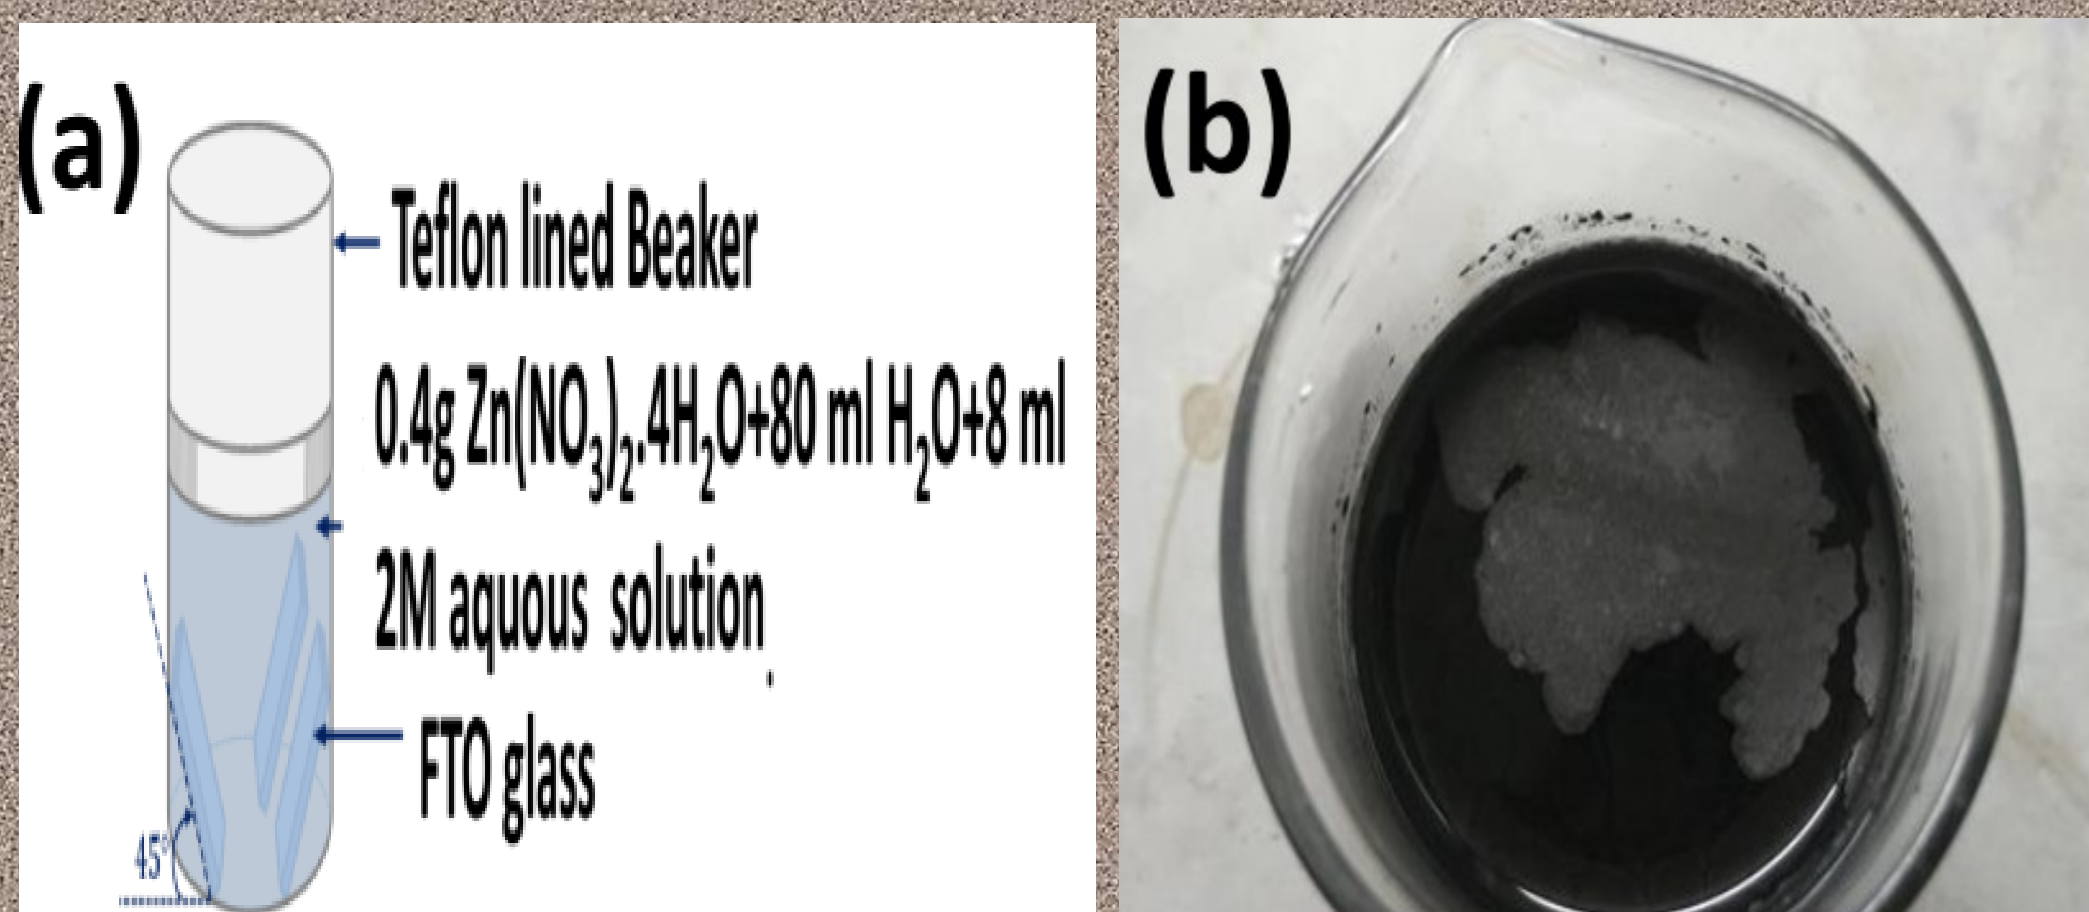 (a)
Teflon lined Beaker
0.4g Zn(NO₃)₂.4H₂O+80 ml H₂O+8 ml
2M aquous solution
FTO glass
45°
(b)